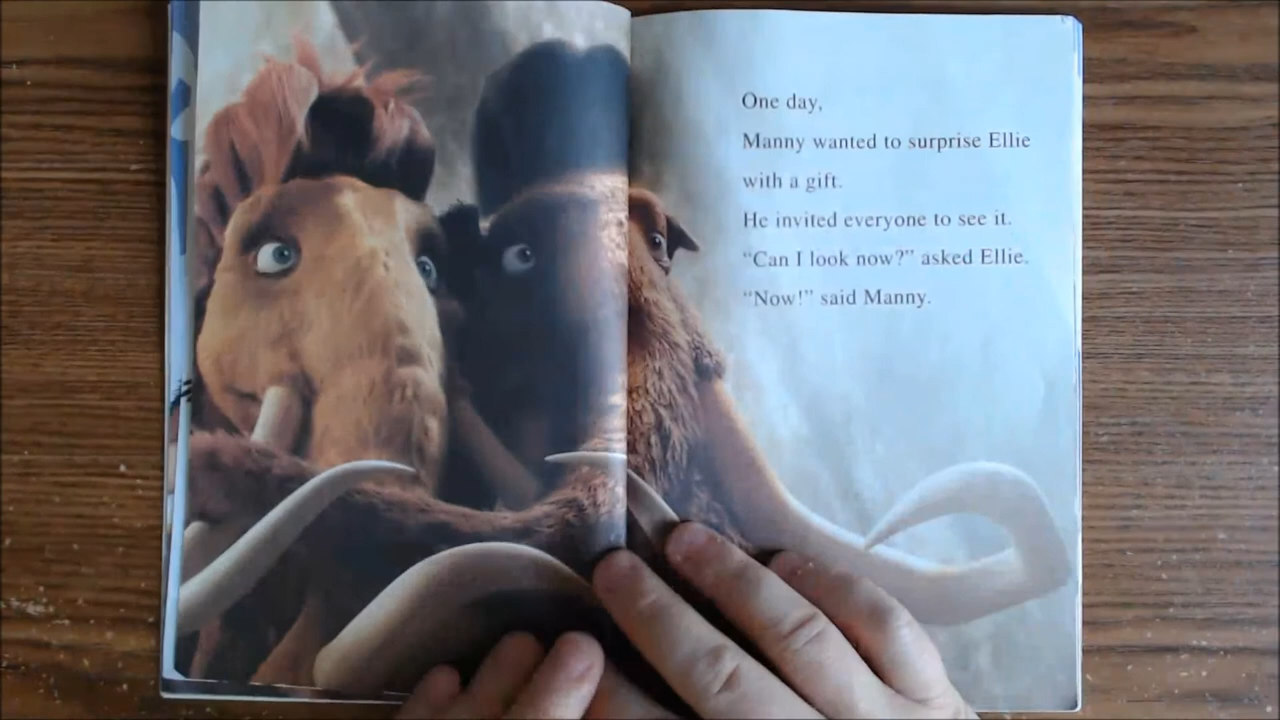 One day,
Manny wanted to surprise Ellie
with a gift.
He invited everyone to see it.
“Can I look now?” asked Ellie.
“Now!” said Manny.